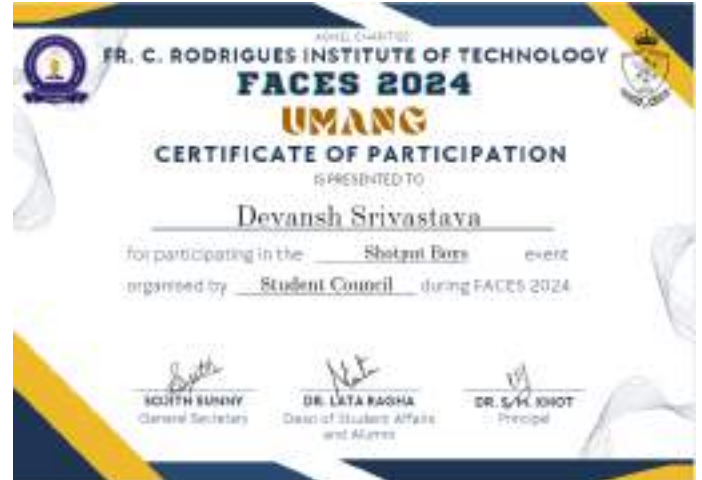 AGNEL CHARITIES'
FR. C. RODRIGUES INSTITUTE OF TECHNOLOGY
FACES 2024
UMANG
CERTIFICATE OF PARTICIPATION
IS PRESENTED TO
Devansh Srivastava
for participating in the Shotput Boys event
organised by Student Council during FACES 2024
SOJITH SUNNY DR. LATA RAGHA DR. S. M. KHOT
General Secretary Dean of Student Affairs Principal
and Alumni